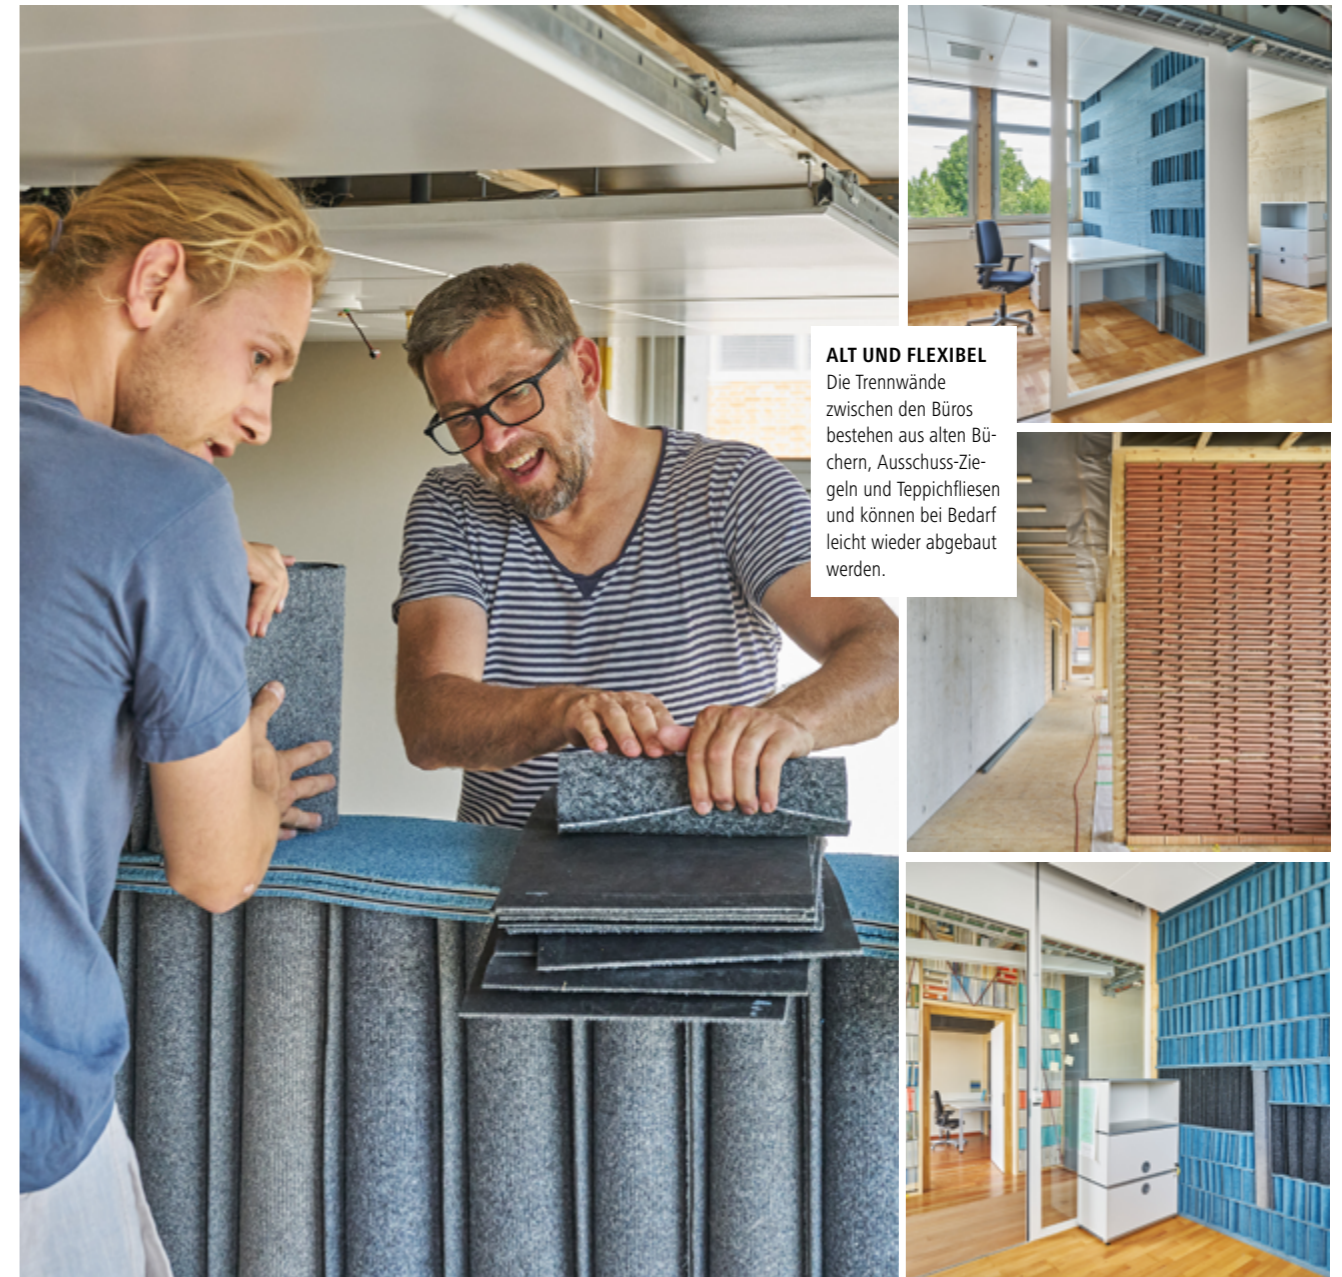 ALT UND FLEXIBEL
Die Trennwände
zwischen den Büros
bestehen aus alten Bü-
chern, Ausschuss-Zie-
geln und Teppichfliesen
und können bei Bedarf
leicht wieder abgebaut
werden.